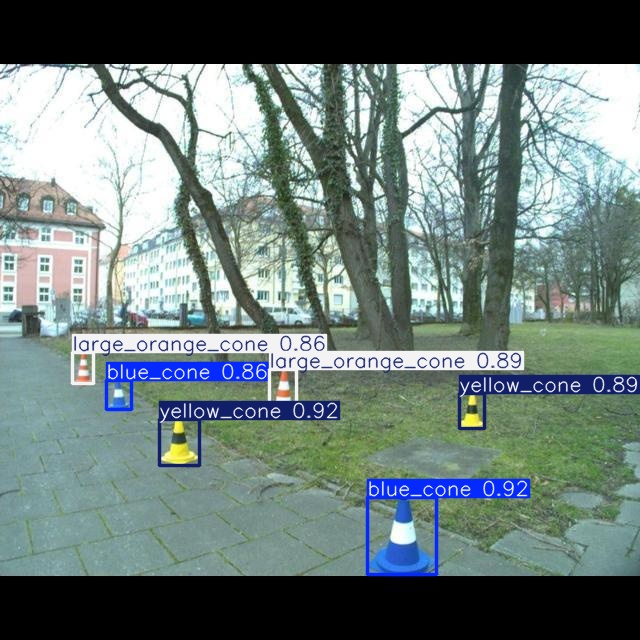 large_orange_cone 0.86
large_orange_cone 0.89
blue_cone 0.86
yellow_cone 0.89
yellow_cone 0.92
blue_cone 0.92